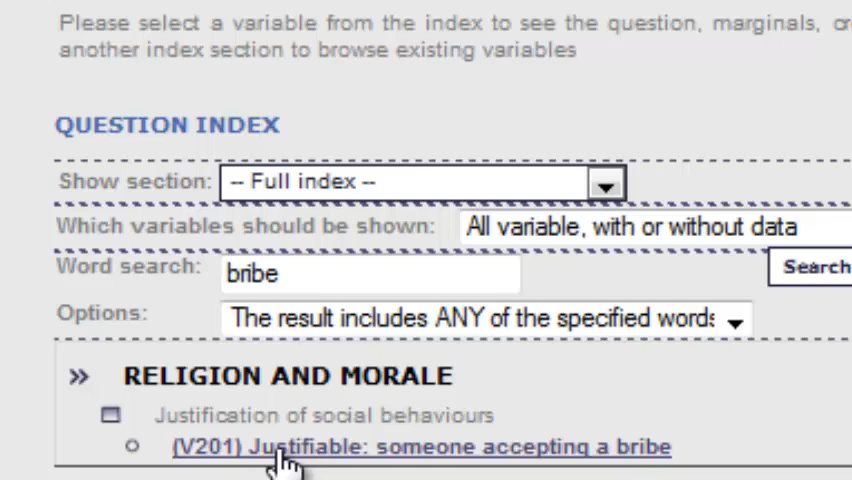 Please select a variable from the index to see the question, marginals,
another index section to browse existing variables
QUESTION INDEX
Show section: -- Full index --
Which variables should be shown: All variable, with or without data
Word search: bribe Search
Options: The result includes ANY of the specified words
» RELIGION AND MORALE
Justification of social behaviours
(V201) Justifiable: someone accepting a bribe